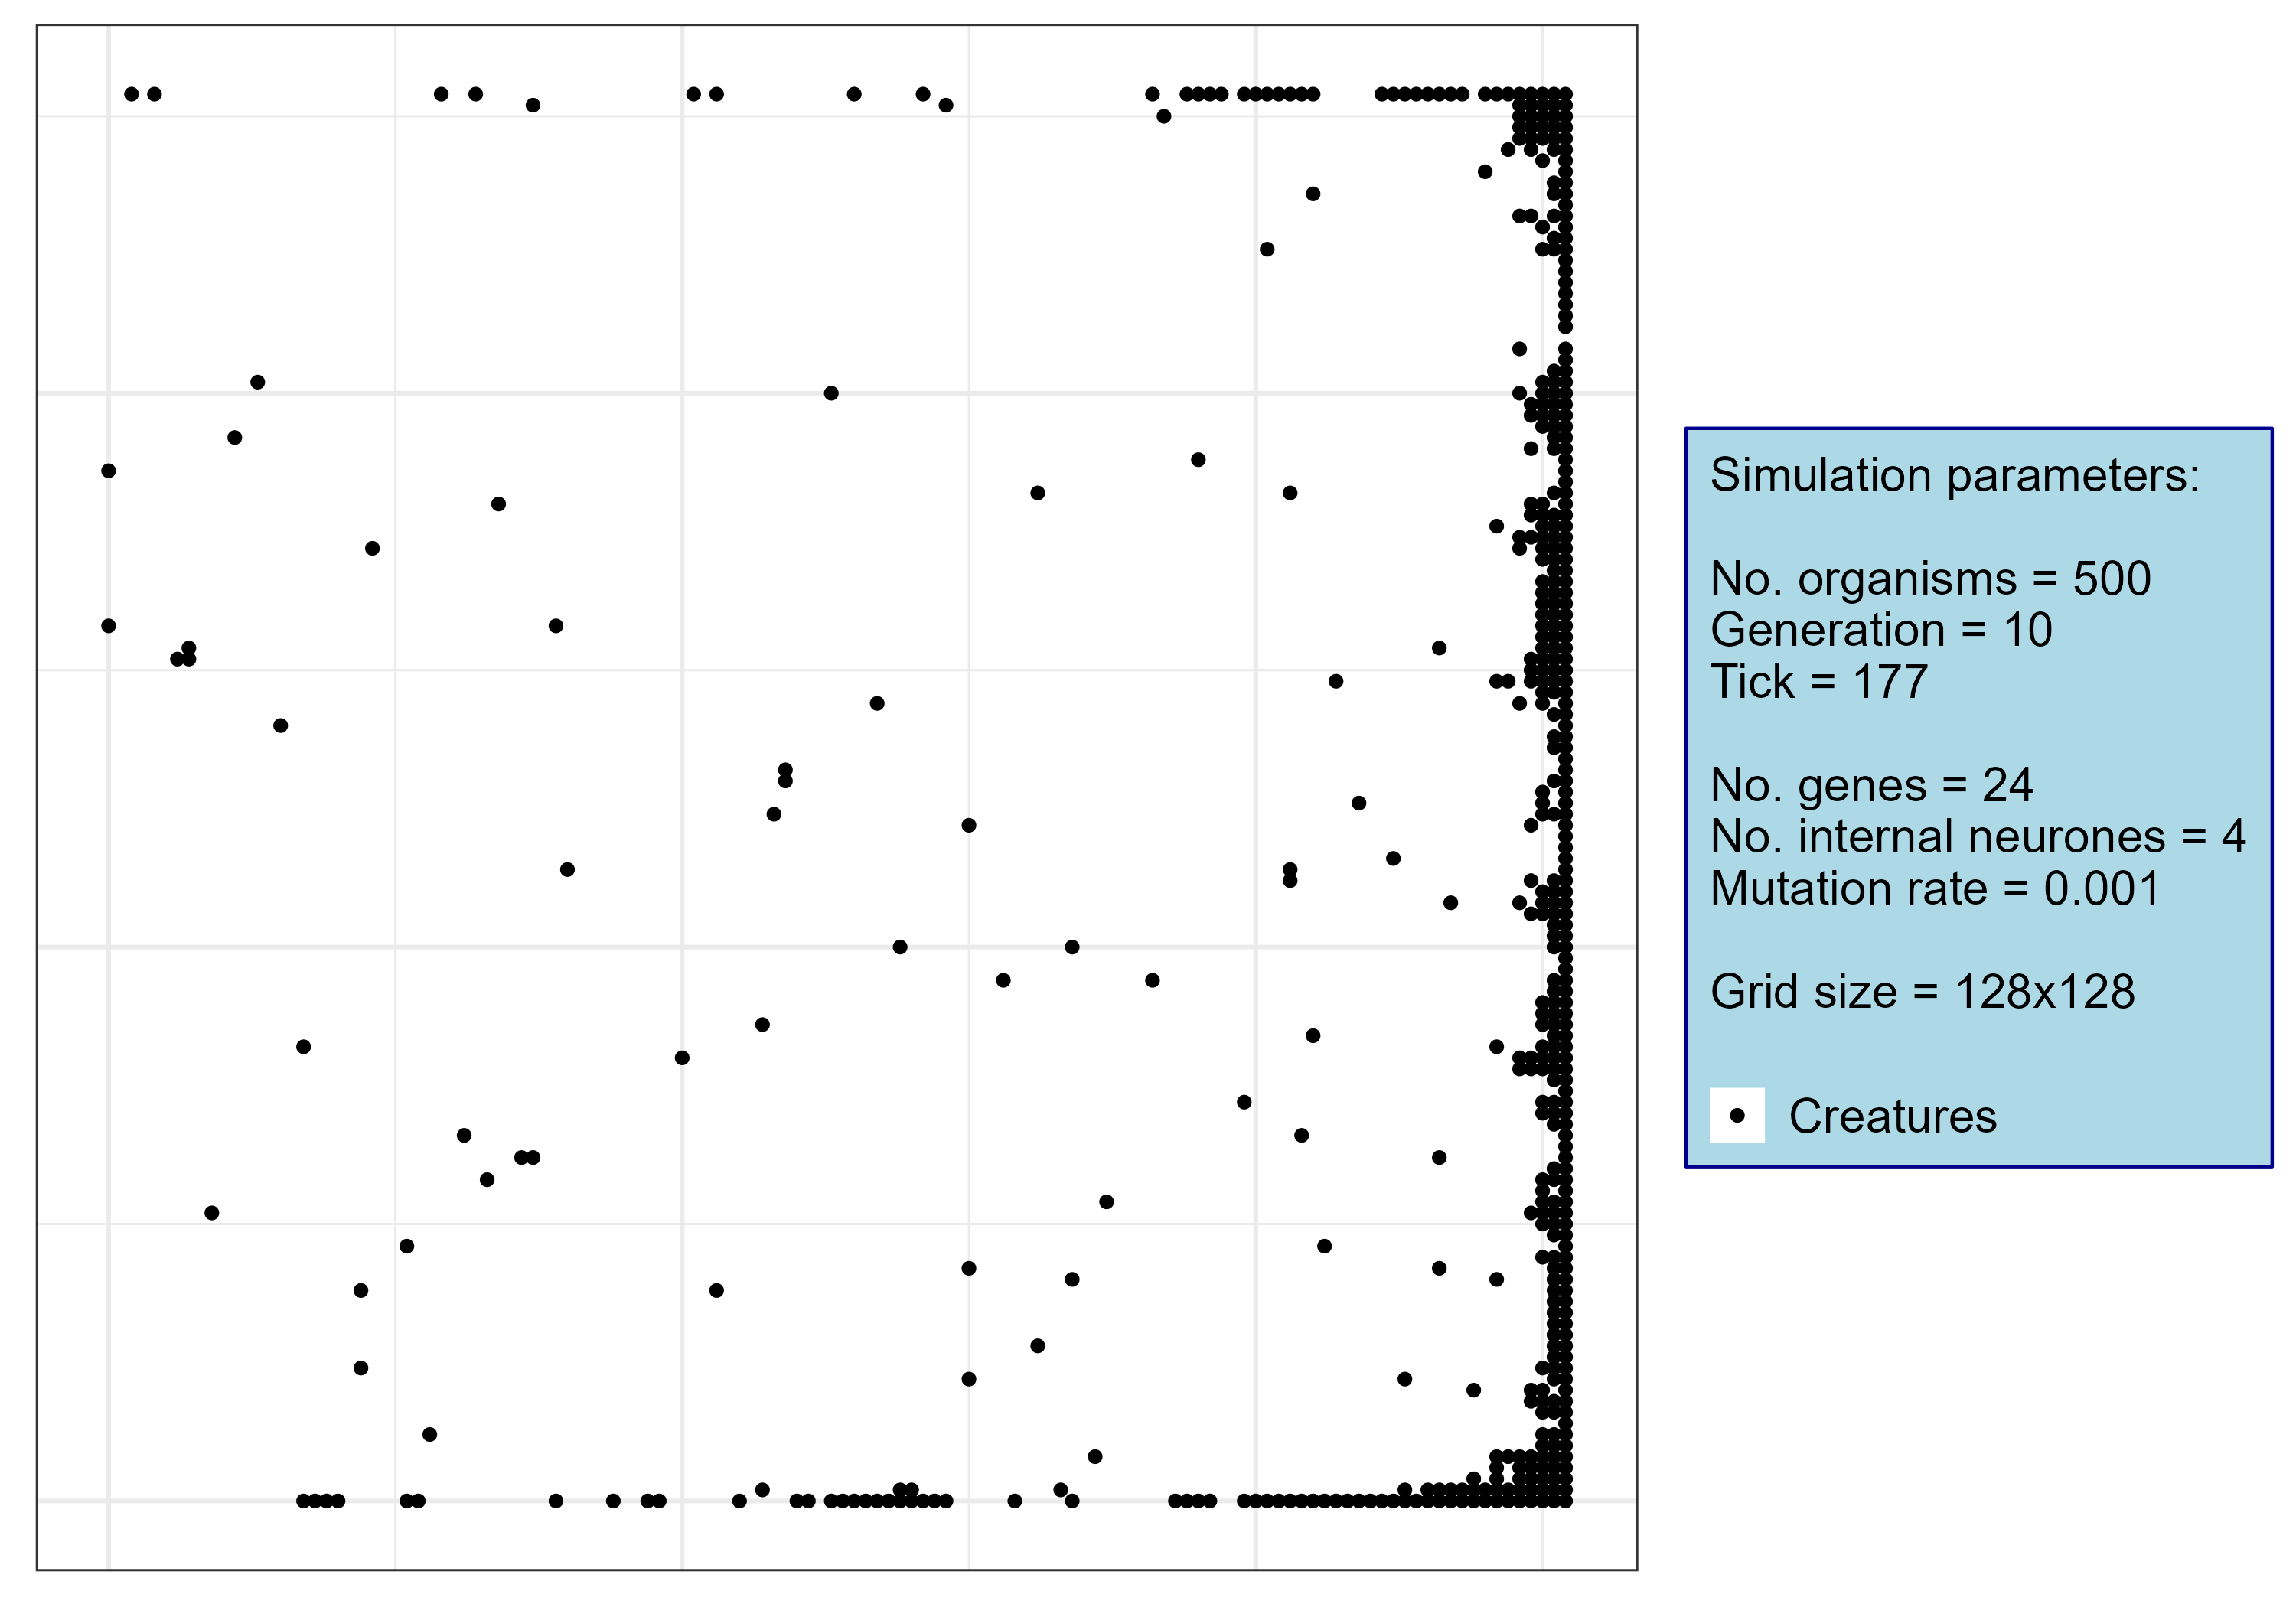 Simulation parameters:
No. organisms = 500
Generation = 10
Tick = 177
No. genes = 24
No. internal neurones = 4
Mutation rate = 0.001
Grid size = 128x128
Creatures